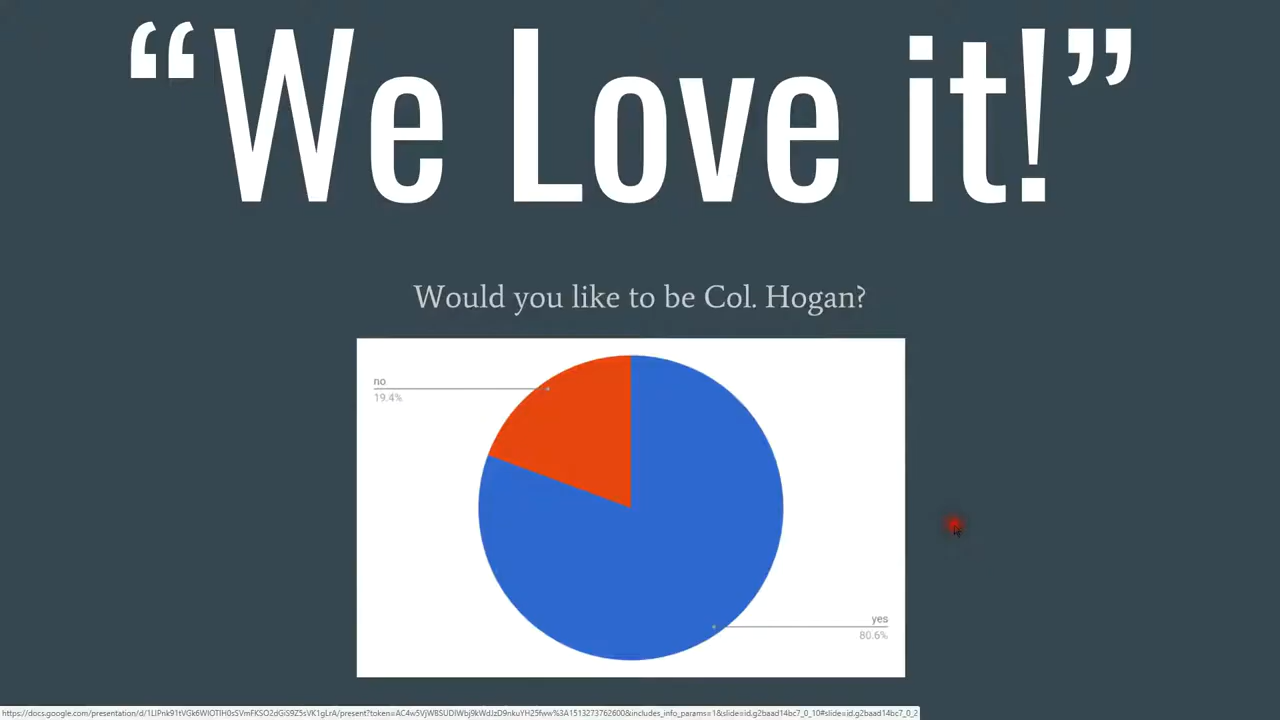 “We Love it!”
Would you like to be Col. Hogan?
no
19.4%
yes
80.6%